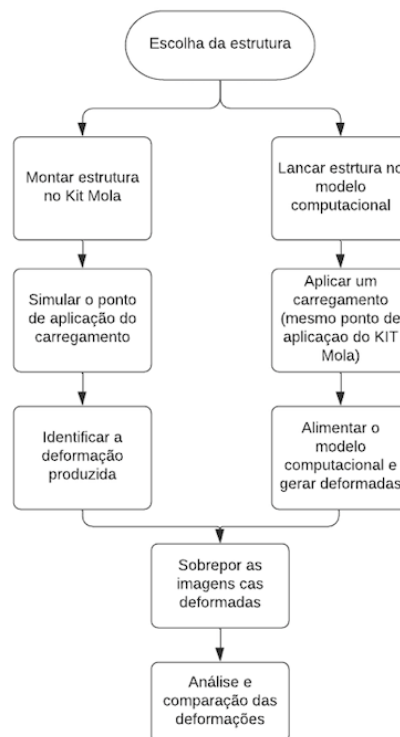 Escolha da estrutura
Montar estrutura
no Kit Mola
Lancar estrtura no
modelo
computacional
Simular o ponto
de aplicação do
carregamento
Aplicar um
carregamento
(mesmo ponto de
aplicaçao do KIT
Mola)
Identificar a
deformação
produzida
Alimentar o
modelo
computacional e
gerar deformadas
Sobrepor as
imagens cas
deformadas
Análise e
comparação das
deformações